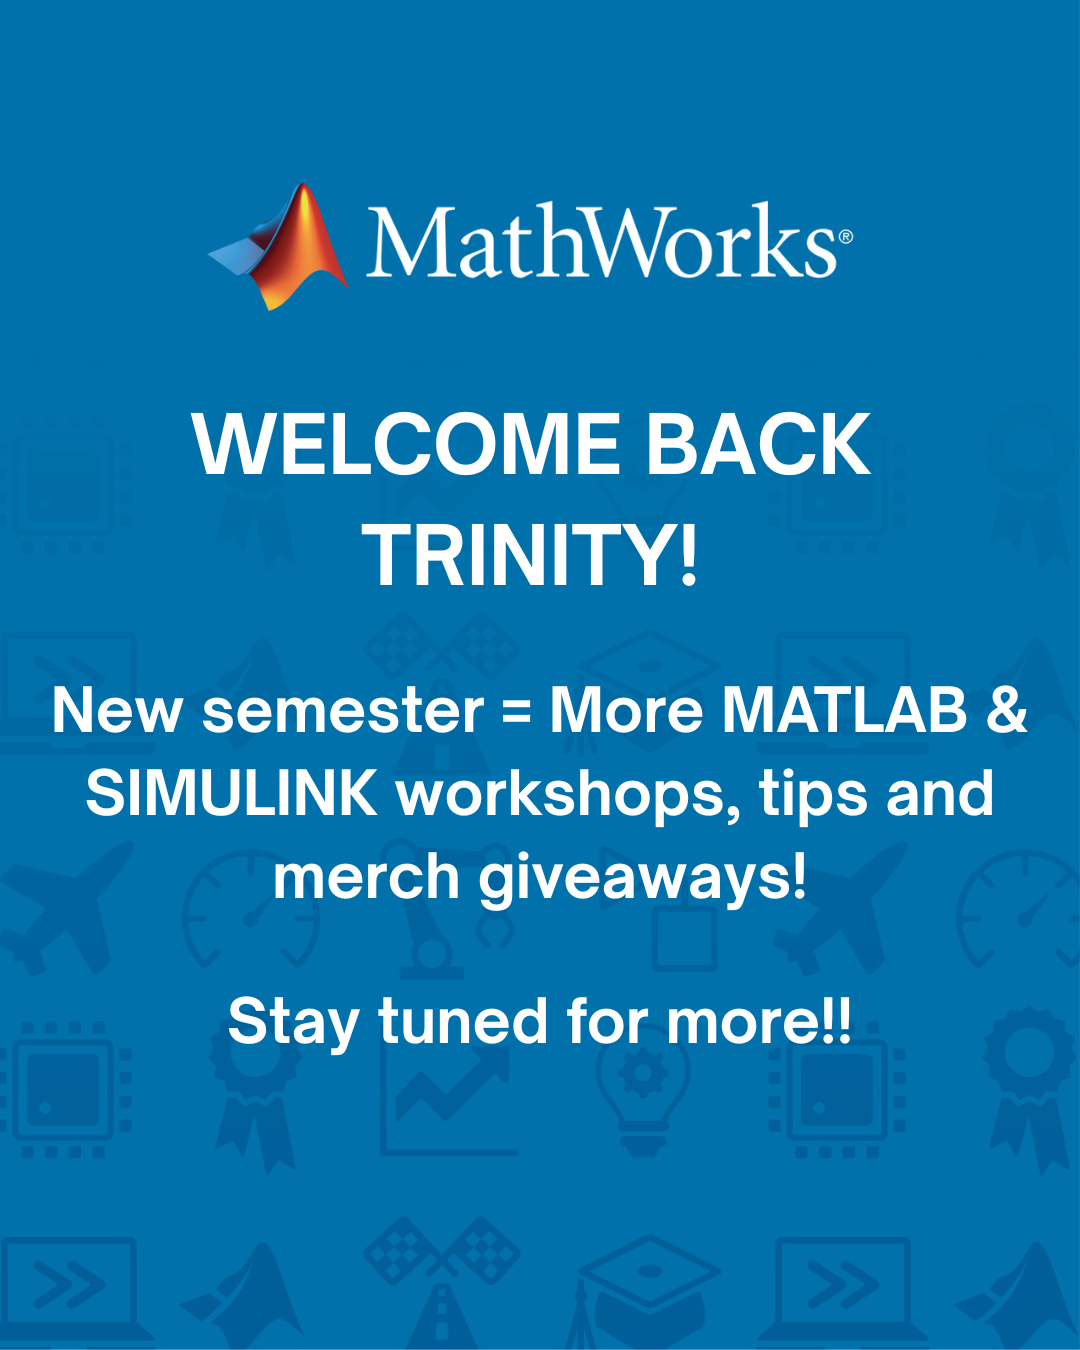 MathWorks®
WELCOME BACK
TRINITY!
New semester = More MATLAB &
SIMULINK workshops, tips and
merch giveaways!
Stay tuned for more!!